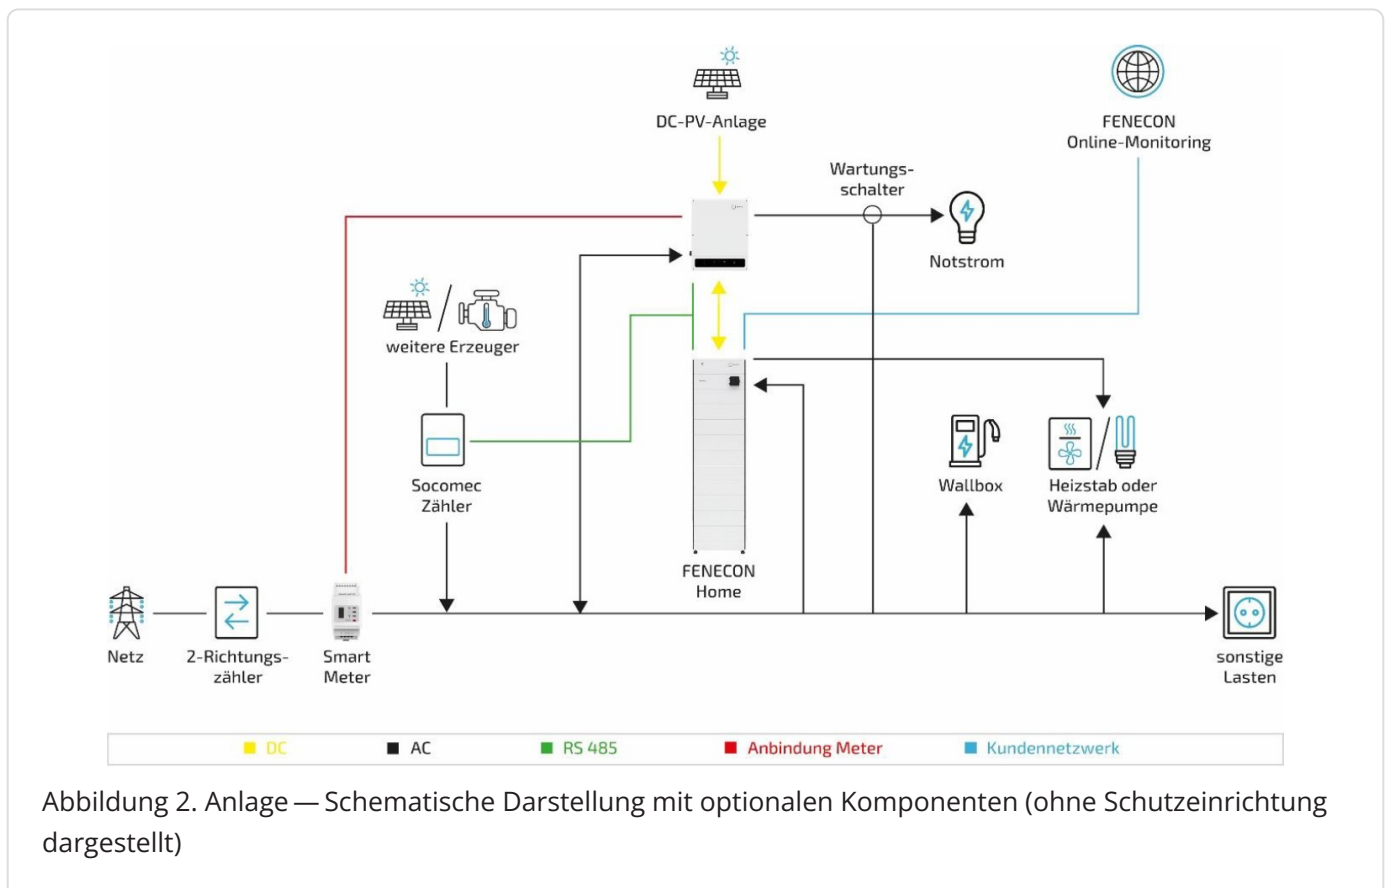 DC-PV-Anlage
FENECON
Online-Monitoring
Wartungs-
schalter
Notstrom
weitere Erzeuger
Socomec
Zähler
Wallbox
Heizstab oder
Wärmepumpe
FENECON
Home
Netz
2-Richtungs-
zähler
Smart
Meter
sonstige
Lasten
DC
AC
RS 485
Anbindung Meter
Kundennetzwerk
Abbildung 2. Anlage — Schematische Darstellung mit optionalen Komponenten (ohne Schutzeinrichtung
dargestellt)